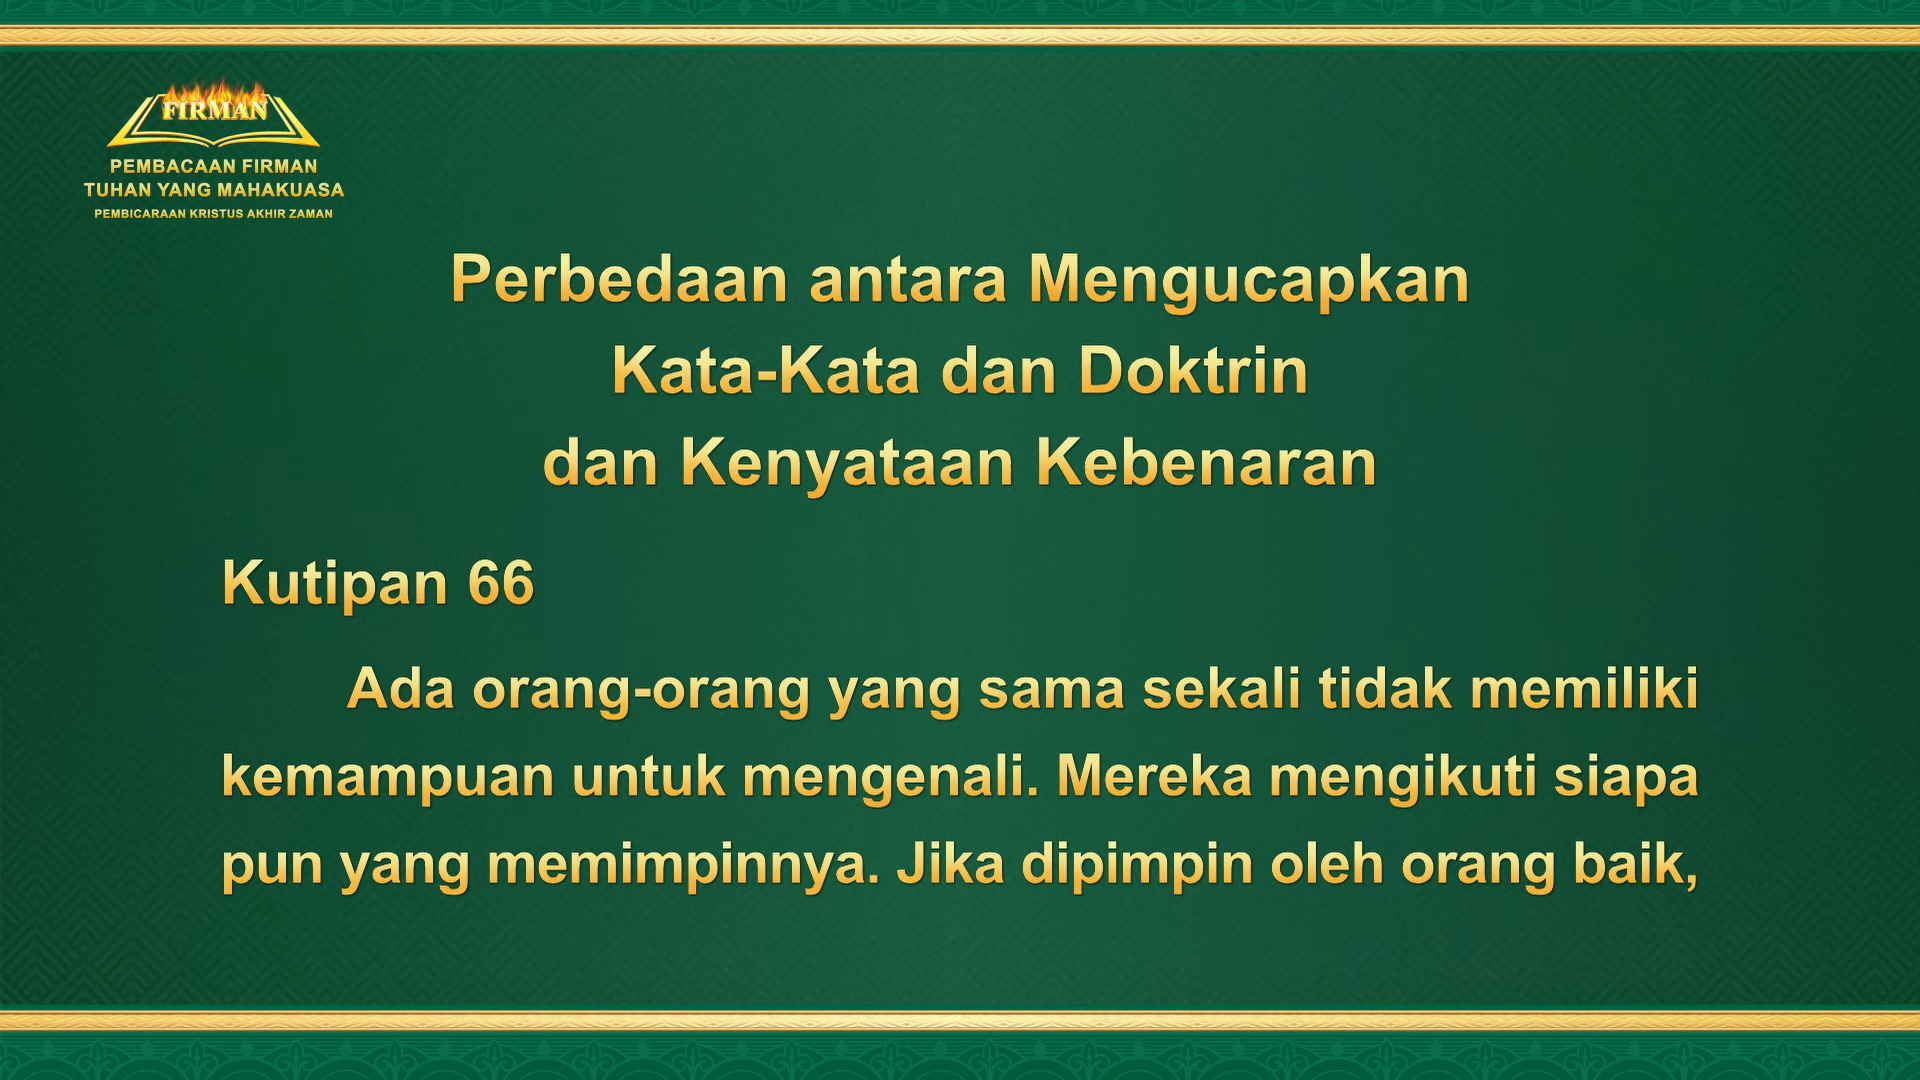 FIRMAN
PEMBACAAN FIRMAN
TUHAN YANG MAHAKUASA
PEMBICARAAN KRISTUS AKHIR ZAMAN
Perbedaan antara Mengucapkan
Kata-Kata dan Doktrin
dan Kenyataan Kebenaran
Kutipan 66
Ada orang-orang yang sama sekali tidak memiliki
kemampuan untuk mengenali. Mereka mengikuti siapa
pun yang memimpinnya. Jika dipimpin oleh orang baik,